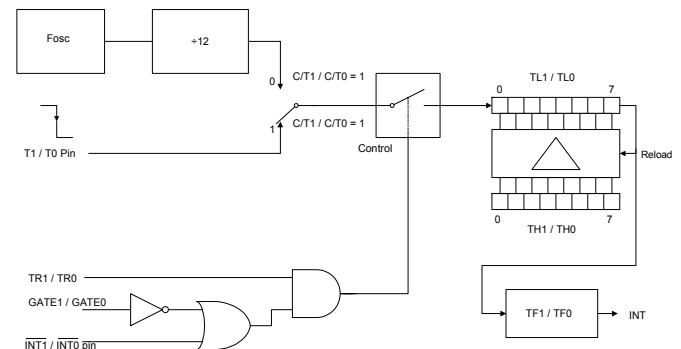 Fosc
÷12
0
C/T1 / C/T0 = 1
1
C/T1 / C/T0 = 1
T1 / T0 Pin
Control
TL1 / TL0
0 7
Reload
0 7
TH1 / TH0
TR1 / TR0
GATE1 / GATE0
INT1 / INT0 pin
TF1 / TF0
INT